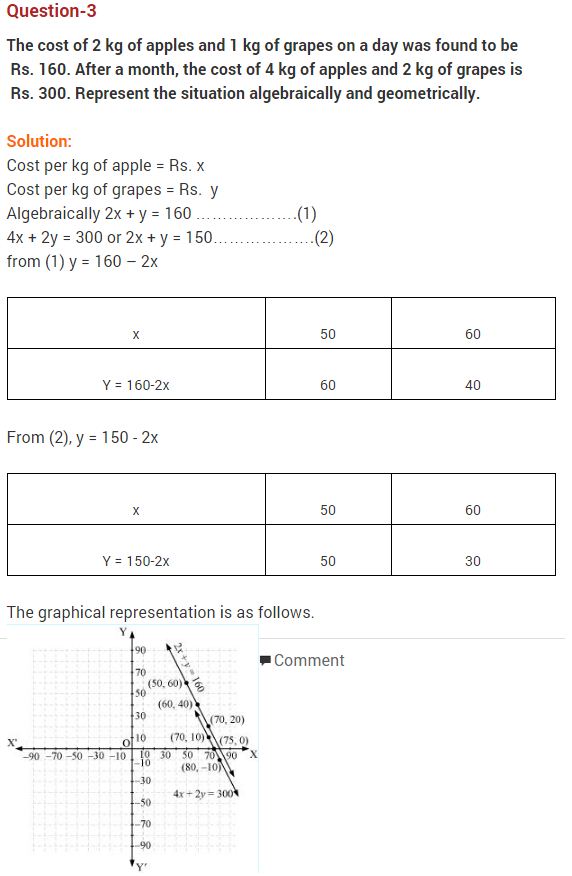 Question-3
The cost of 2 kg of apples and 1 kg of grapes on a day was found to be
Rs. 160. After a month, the cost of 4 kg of apples and 2 kg of grapes is
Rs. 300. Represent the situation algebraically and geometrically.
Solution:
Cost per kg of apple = Rs. x
Cost per kg of grapes = Rs. y
Algebraically 2x + y = 160 ………………..(1)
4x + 2y = 300 or 2x + y = 150………………..(2)
from (1) y = 160 – 2x
x 50 60
Y = 160-2x 60 40
From (2), y = 150 - 2x
x 50 60
Y = 150-2x 50 30
The graphical representation is as follows.
Comment
Y
90
2x + y = 160
70
(50, 60)
50
(60, 40)
30
(70, 20)
(70, 10)
(75, 0)
10
X' O X
–90 –70 –50 –30 –10 10 30 50 70 90
–10
(80, –10)
–30
4x + 2y = 300
–50
–70
–90
Y'